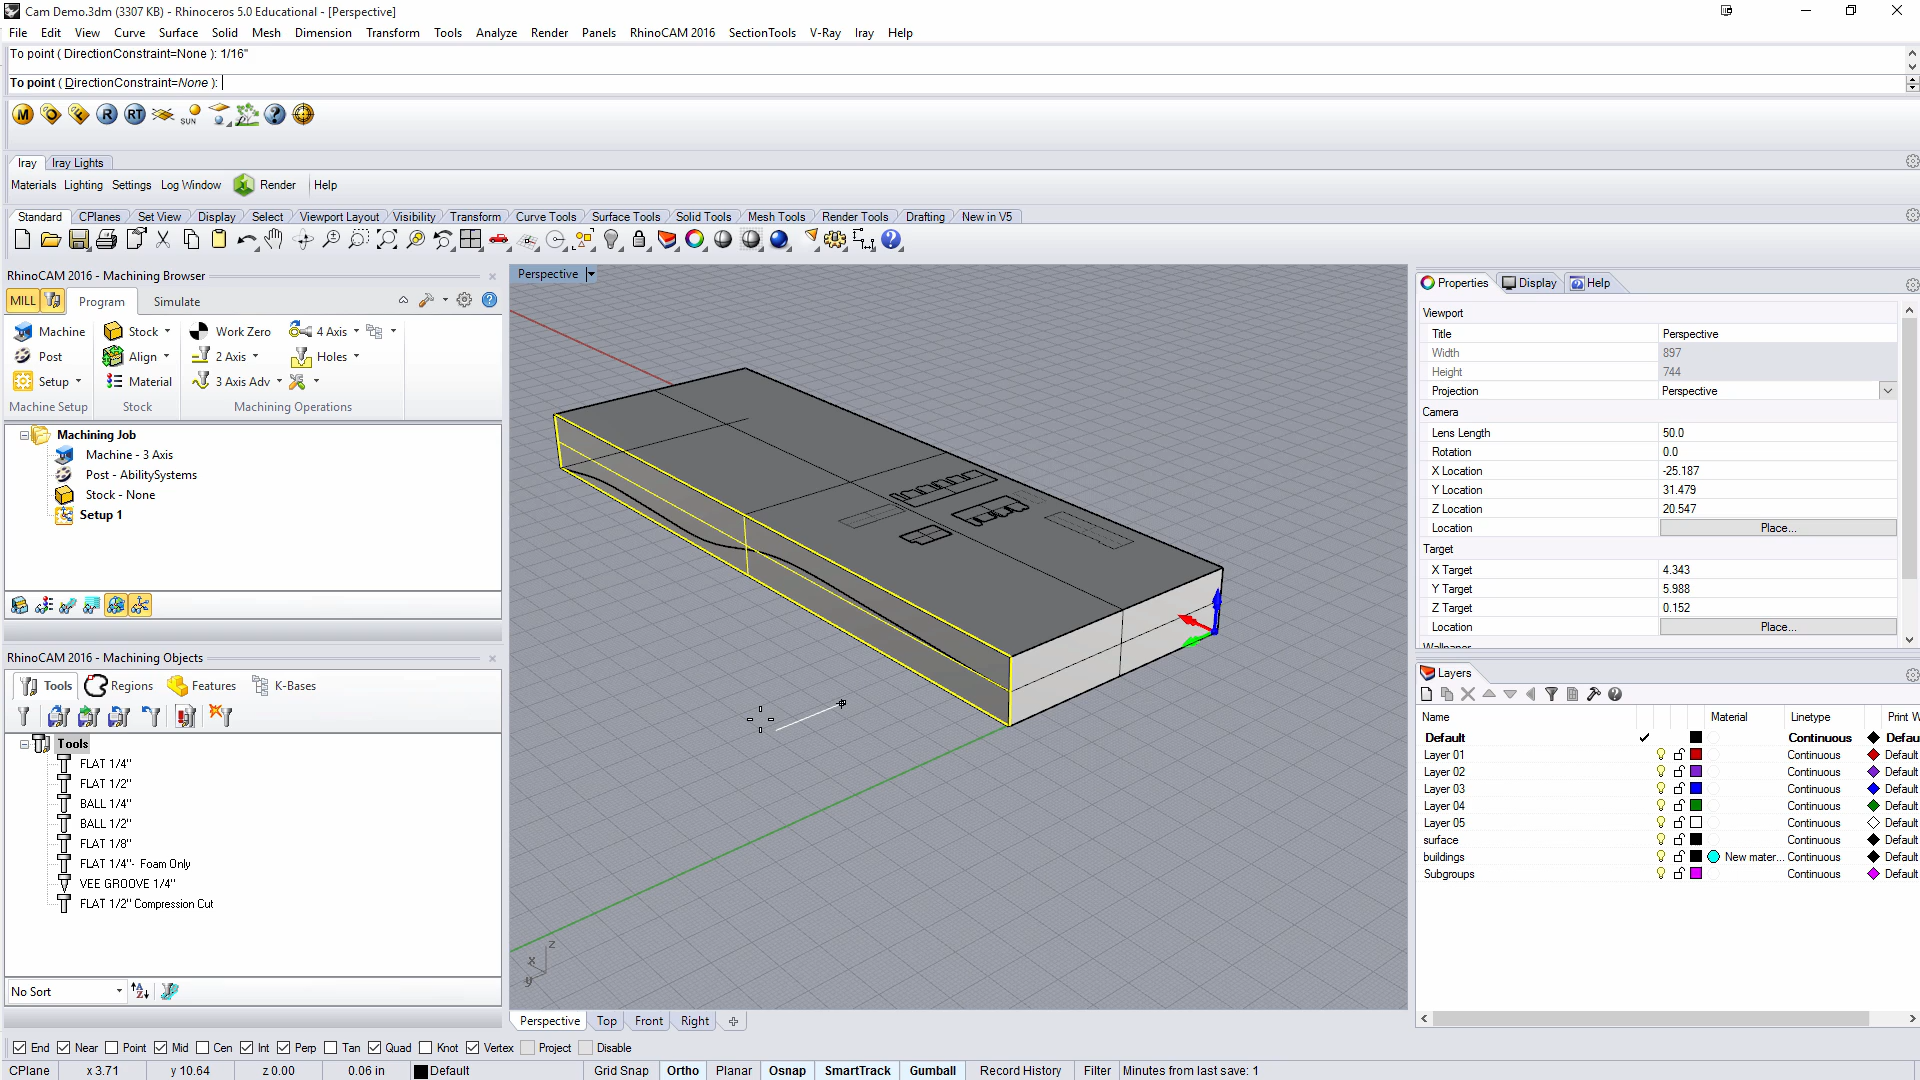 Cam Demo.3dm (3307 KB) - Rhinoceros 5.0 Educational - [Perspective]
File Edit View Curve Surface Solid Mesh Dimension Transform Tools Analyze Render Panels RhinoCAM 2016 SectionTools V-Ray Iray Help
To point ( DirectionConstraint=None ): 1/16"
To point ( DirectionConstraint=None ):
M O F R RT SUN ?
Iray Iray Lights
Materials Lighting Settings Log Window Render Help
Standard CPlanes Set View Display Select Viewport Layout Visibility Transform Curve Tools Surface Tools Solid Tools Mesh Tools Render Tools Drafting New in V5
RhinoCAM 2016 - Machining Browser
MILL Program Simulate
Machine Stock Work Zero 4 Axis
Post Align 2 Axis Holes
Setup Material 3 Axis Adv
Machine Setup Stock Machining Operations
Machining Job
Machine - 3 Axis
Post - AbilitySystems
Stock - None
Setup 1
RhinoCAM 2016 - Machining Objects
Tools Regions Features K-Bases
Tools
FLAT 1/4"
FLAT 1/2"
BALL 1/4"
BALL 1/2"
FLAT 1/8"
FLAT 1/4"- Foam Only
VEE GROOVE 1/4"
FLAT 1/2" Compression Cut
No Sort
Perspective
z
x
y
Perspective Top Front Right
Properties Display Help
Viewport
Title Perspective
Width 897
Height 744
Projection Perspective
Camera
Lens Length 50.0
Rotation 0.0
X Location -25.187
Y Location 31.479
Z Location 20.547
Location Place...
Target
X Target 4.343
Y Target 5.988
Z Target 0.152
Location Place...
Layers
Name Material Linetype Print W
Default Continuous Defau
Layer 01 Continuous Default
Layer 02 Continuous Default
Layer 03 Continuous Default
Layer 04 Continuous Default
Layer 05 Continuous Default
surface Continuous Default
buildings New mater... Continuous Default
Subgroups Continuous Default
End Near Point Mid Cen Int Perp Tan Quad Knot Vertex Project Disable
CPlane x 3.71 y 10.64 z 0.00 0.06 in Default Grid Snap Ortho Planar Osnap SmartTrack Gumball Record History Filter Minutes from last save: 1